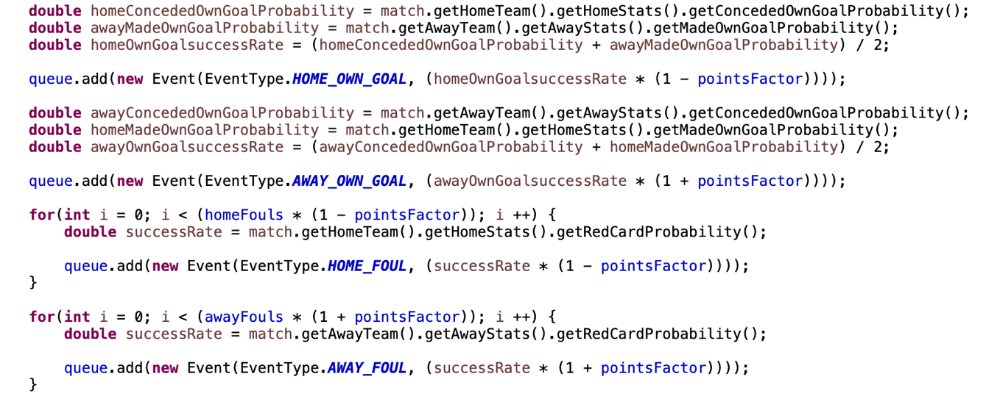 double homeConcededOwnGoalProbability = match.getHomeTeam().getHomeStats().getConcededOwnGoalProbability();
double awayMadeOwnGoalProbability = match.getAwayTeam().getAwayStats().getMadeOwnGoalProbability();
double homeOwnGoalsuccessRate = (homeConcededOwnGoalProbability + awayMadeOwnGoalProbability) / 2;
queue.add(new Event(EventType.HOME_OWN_GOAL, (homeOwnGoalsuccessRate * (1 - pointsFactor))));
double awayConcededOwnGoalProbability = match.getAwayTeam().getAwayStats().getConcededOwnGoalProbability();
double homeMadeOwnGoalProbability = match.getHomeTeam().getHomeStats().getMadeOwnGoalProbability();
double awayOwnGoalsuccessRate = (awayConcededOwnGoalProbability + homeMadeOwnGoalProbability) / 2;
queue.add(new Event(EventType.AWAY_OWN_GOAL, (awayOwnGoalsuccessRate * (1 + pointsFactor))));
for(int i = 0; i < (homeFouls * (1 - pointsFactor)); i ++) {
    double successRate = match.getHomeTeam().getHomeStats().getRedCardProbability();
    queue.add(new Event(EventType.HOME_FOUL, (successRate * (1 - pointsFactor))));
}
for(int i = 0; i < (awayFouls * (1 + pointsFactor)); i ++) {
    double successRate = match.getAwayTeam().getAwayStats().getRedCardProbability();
    queue.add(new Event(EventType.AWAY_FOUL, (successRate * (1 + pointsFactor))));
}